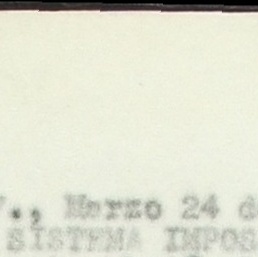 ., Marzo 24 d
SISTEMA IMPOS